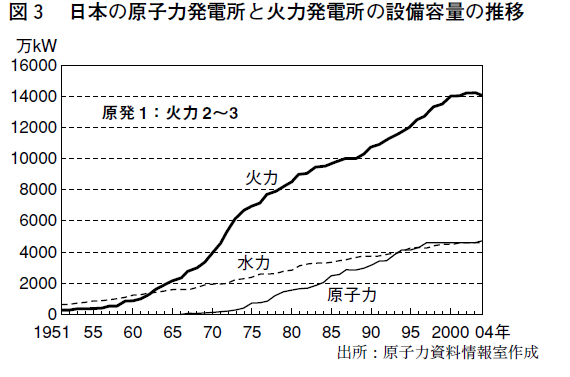 図3 日本の原子力発電所と火力発電所の設備容量の推移
万kW
16000
14000
原発1：火力2〜3
12000
10000
火力
8000
6000
4000
水力
2000
原子力
0
1951 55 60 65 70 75 80 85 90 95 2000 04年
出所：原子力資料情報室作成